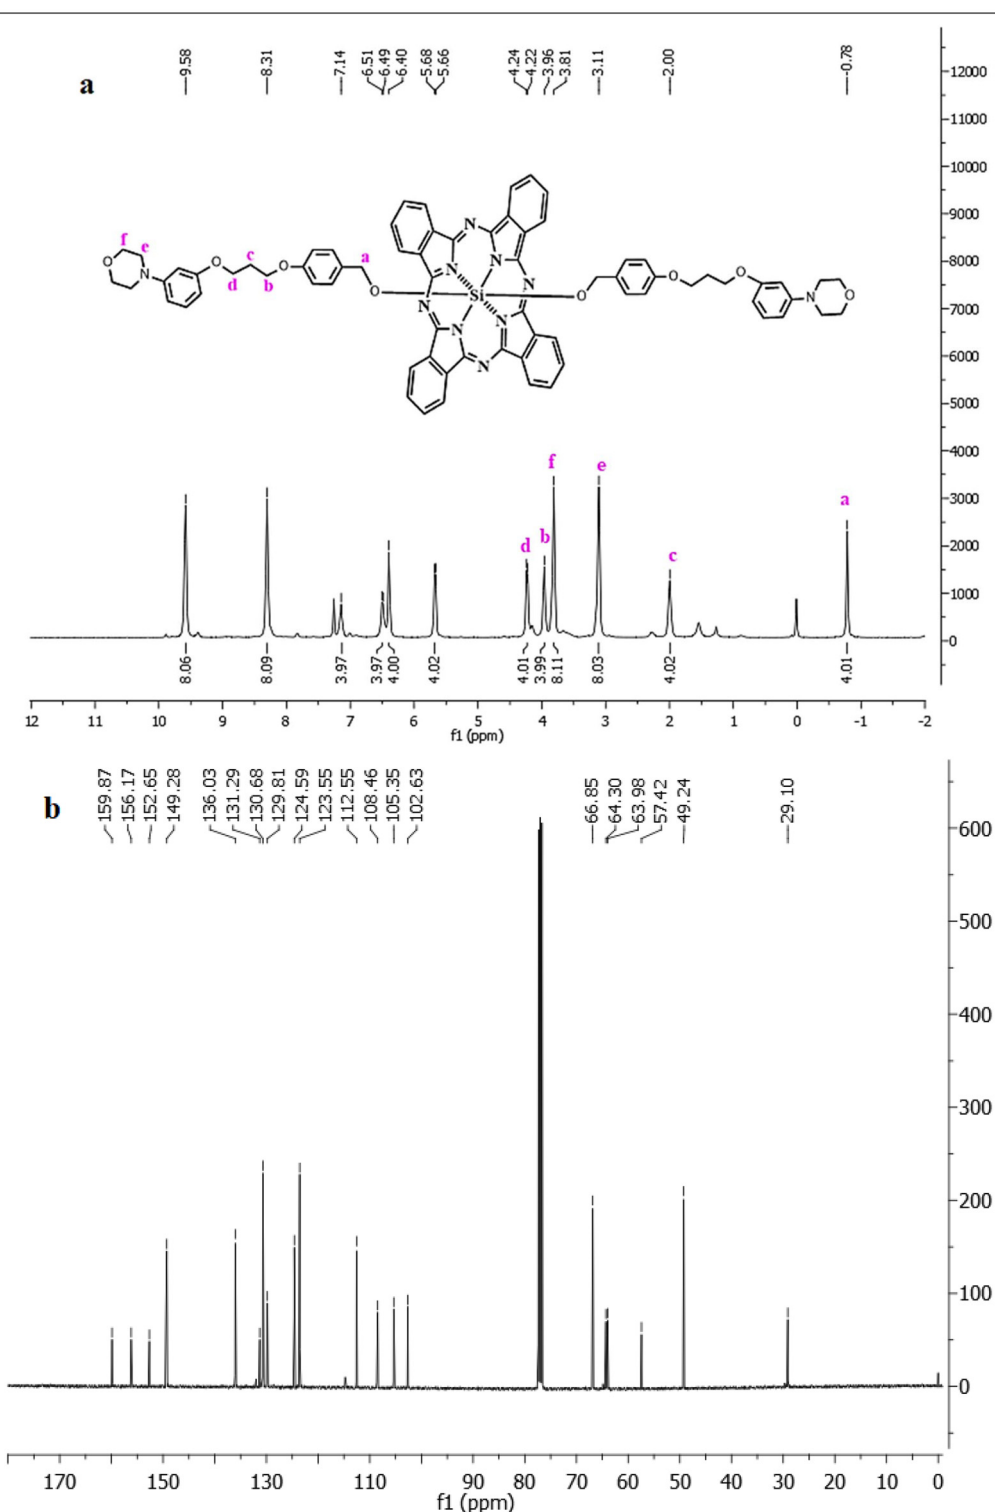 a
9.58
8.31
7.14
6.51
6.49
6.40
5.68
5.66
4.24
4.22
3.96
3.81
3.11
2.00
-0.78
12000
11000
10000
9000
8000
7000
6000
5000
4000
3000
2000
1000
0
f
e
O
N
O
d
c
b
O
a
O
N
N
N
N
Si
N
N
N
N
O
O
O
N
O
d
b
f
e
c
a
8.06
8.09
3.97
3.97
4.00
4.02
4.01
3.99
8.11
8.03
4.02
4.01
12 11 10 9 8 7 6 5 4 3 2 1 0 -1 -2
f1 (ppm)
b
159.87
156.17
152.65
149.28
136.03
131.29
130.68
129.81
124.59
123.55
112.55
108.46
105.35
102.63
66.85
64.30
63.98
57.42
49.24
29.10
600
500
400
300
200
100
0
170 150 130 110 90 80 70 60 50 40 30 20 10 0
f1 (ppm)